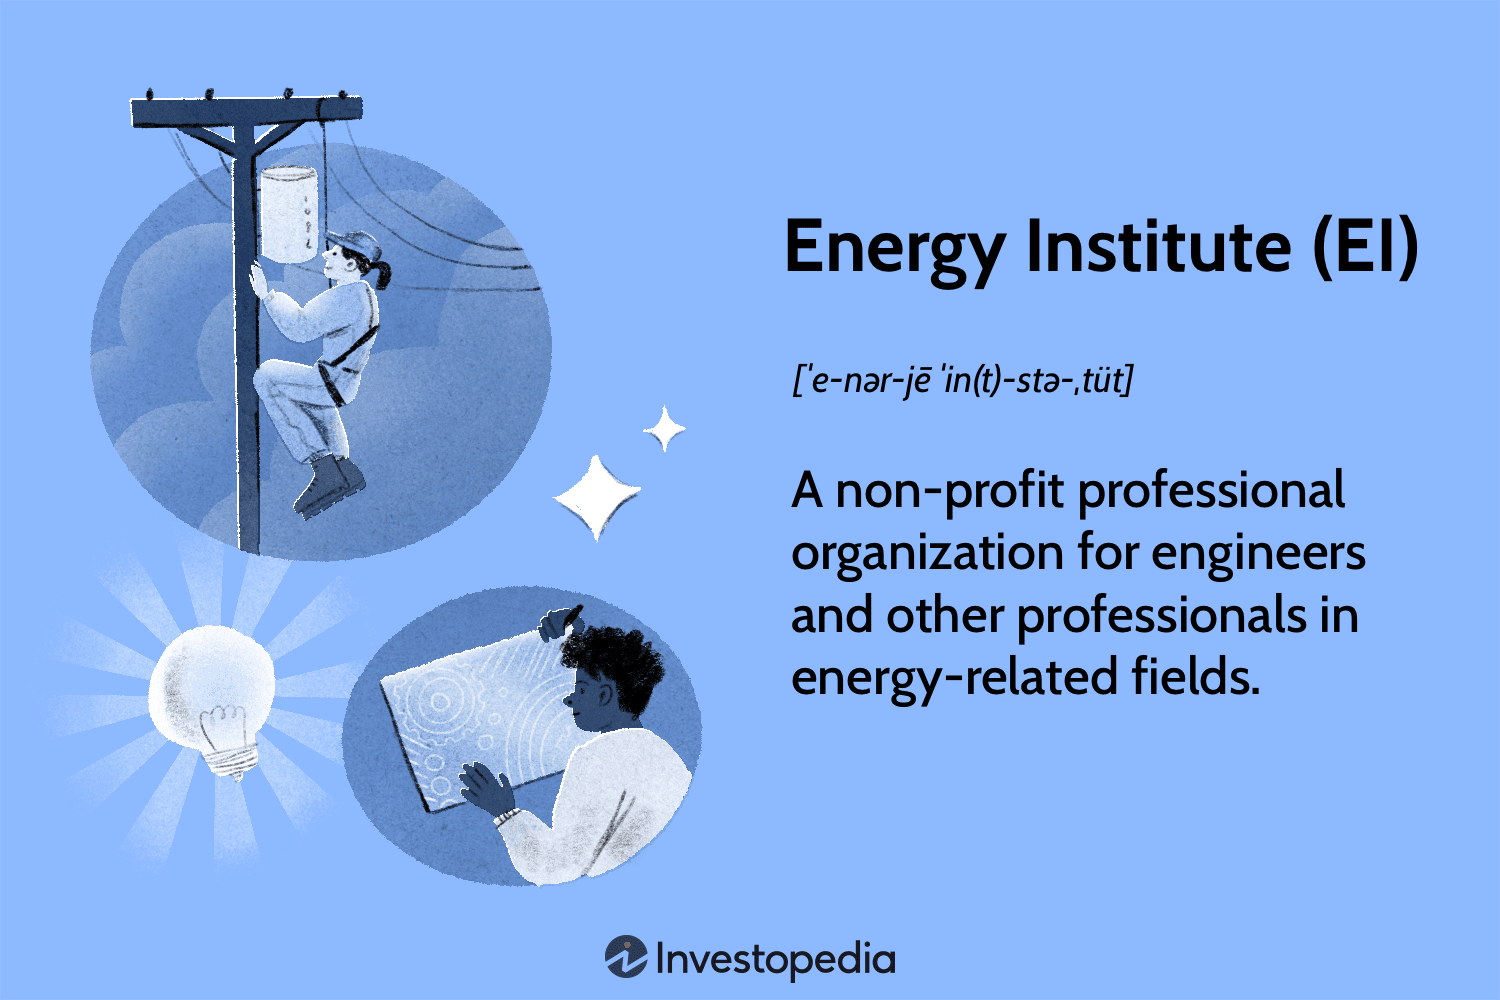 Energy Institute (EI)
[ˈe-nər-jē ˈin(t)-stə-ˌtüt]
A non-profit professional
organization for engineers
and other professionals in
energy-related fields.
Investopedia